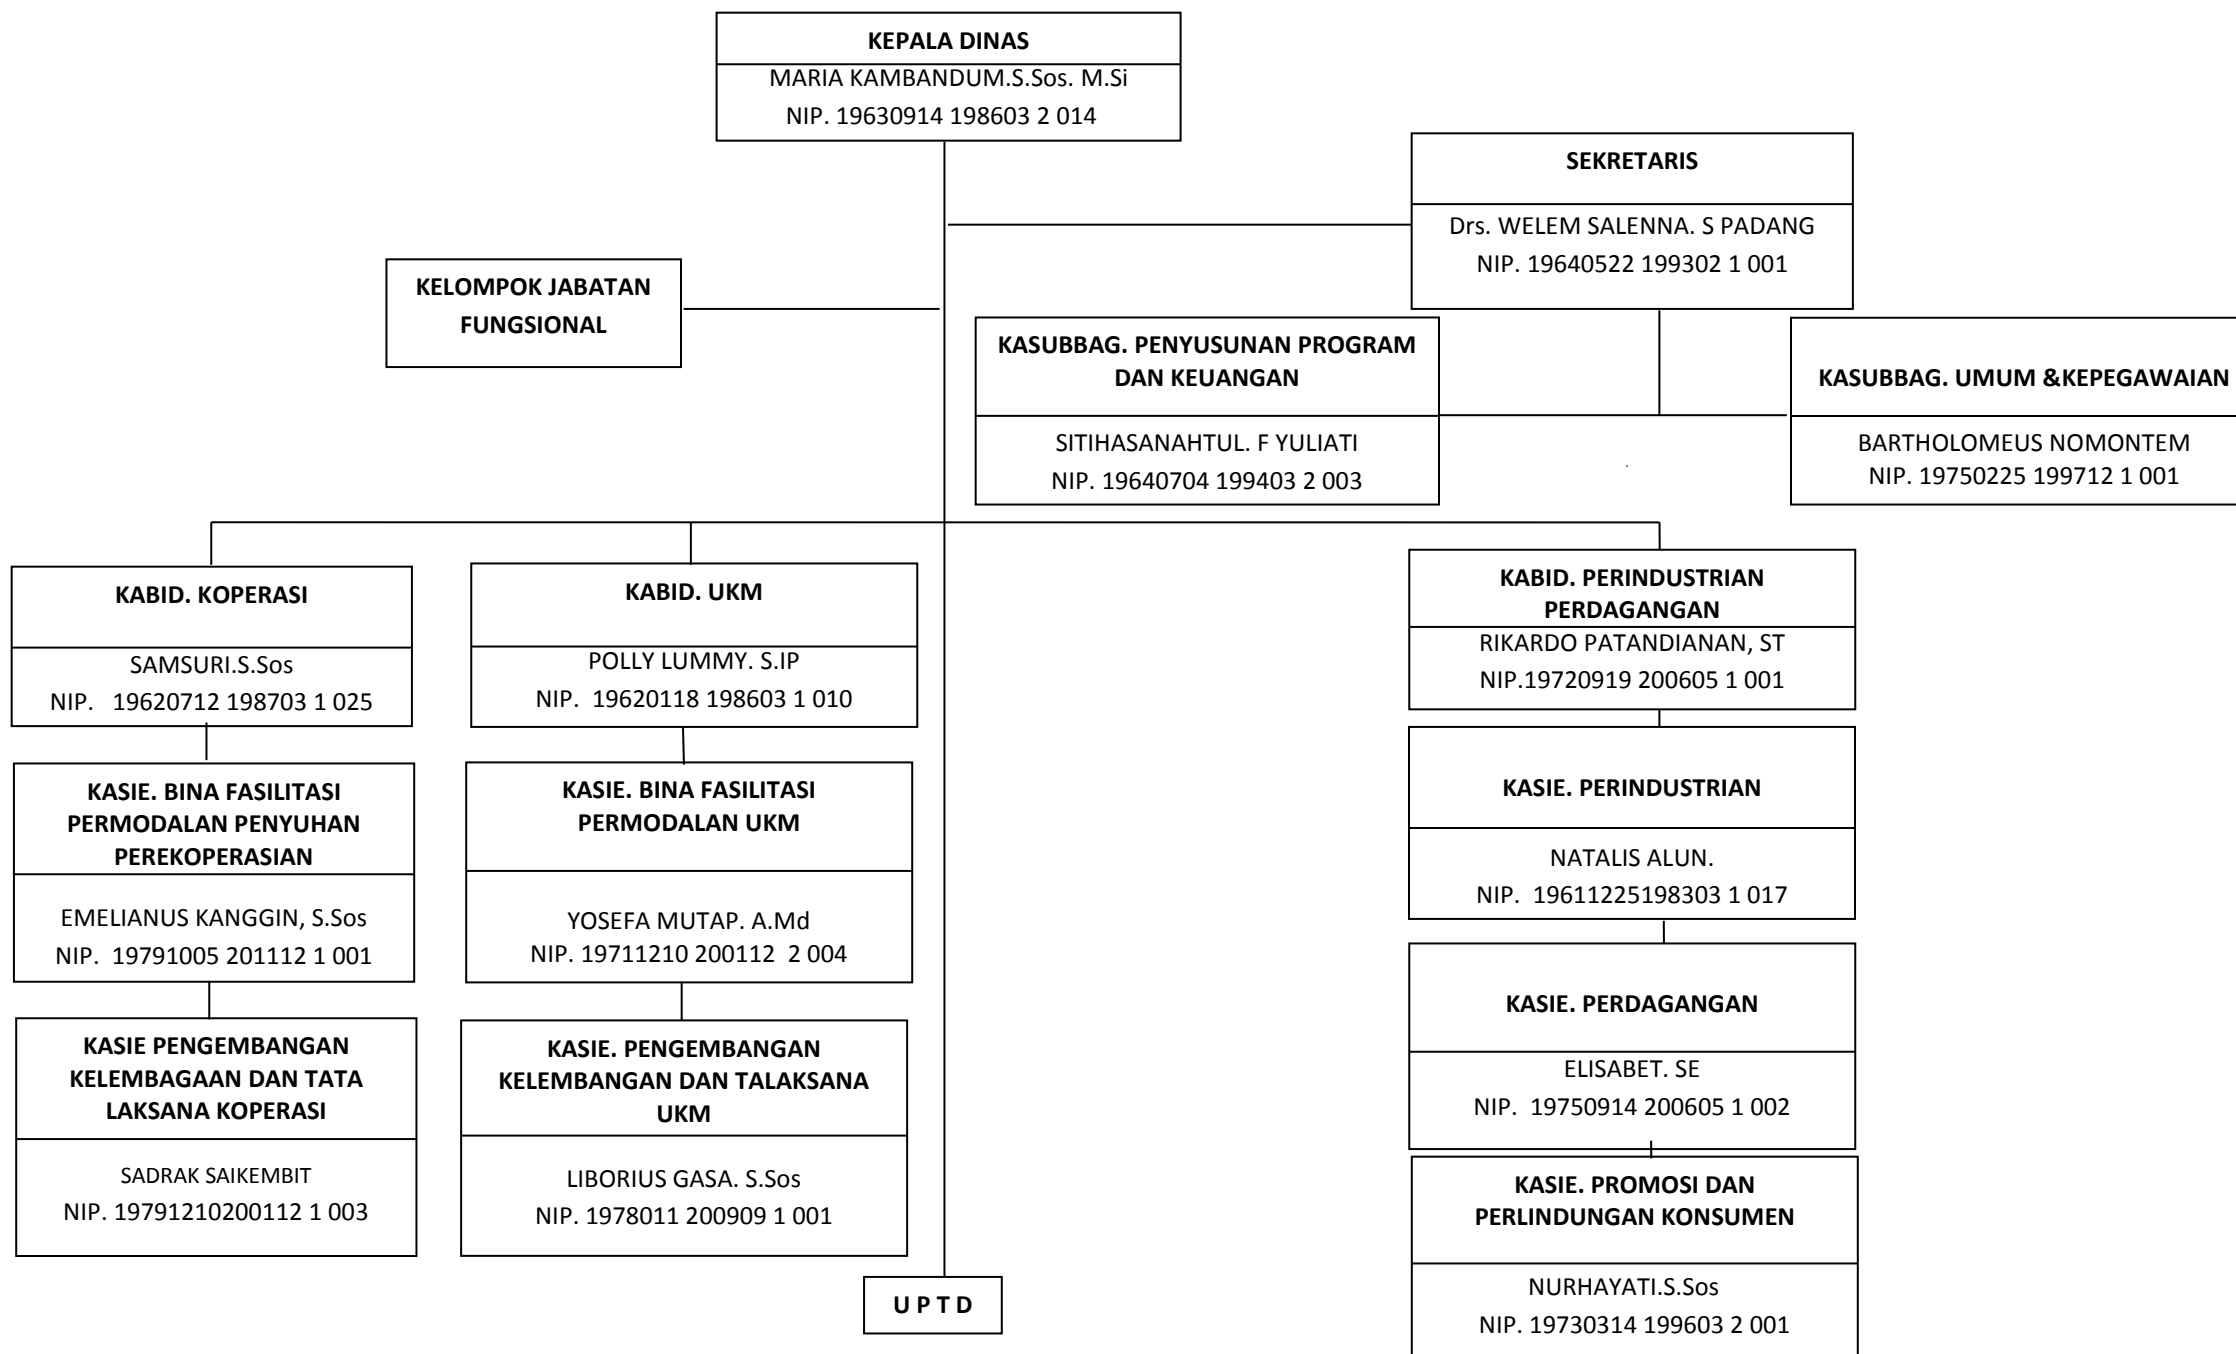 KEPALA DINAS
MARIA KAMBANDUM.S.Sos. M.Si
NIP. 19630914 198603 2 014
SEKRETARIS
Drs. WELEM SALENNA. S PADANG
NIP. 19640522 199302 1 001
KELOMPOK JABATAN
FUNGSIONAL
KASUBBAG. PENYUSUNAN PROGRAM
DAN KEUANGAN
SITIHASANAHTUL. F YULIATI
NIP. 19640704 199403 2 003
KASUBBAG. UMUM &KEPEGAWAIAN
BARTHOLOMEUS NOMONTEM
NIP. 19750225 199712 1 001
KABID. KOPERASI
SAMSURI.S.Sos
NIP. 19620712 198703 1 025
KASIE. BINA FASILITASI
PERMODALAN PENYUHAN
PEREKOPERASIAN
EMELIANUS KANGGIN, S.Sos
NIP. 19791005 201112 1 001
KASIE PENGEMBANGAN
KELEMBAGAAN DAN TATA
LAKSANA KOPERASI
SADRAK SAIKEMBIT
NIP. 19791210200112 1 003
KABID. UKM
POLLY LUMMY. S.IP
NIP. 19620118 198603 1 010
KASIE. BINA FASILITASI
PERMODALAN UKM
YOSEFA MUTAP. A.Md
NIP. 19711210 200112 2 004
KASIE. PENGEMBANGAN
KELEMBANGAN DAN TALAKSANA
UKM
LIBORIUS GASA. S.Sos
NIP. 1978011 200909 1 001
U P T D
KABID. PERINDUSTRIAN
PERDAGANGAN
RIKARDO PATANDIANAN, ST
NIP.19720919 200605 1 001
KASIE. PERINDUSTRIAN
NATALIS ALUN.
NIP. 19611225198303 1 017
KASIE. PERDAGANGAN
ELISABET. SE
NIP. 19750914 200605 1 002
KASIE. PROMOSI DAN
PERLINDUNGAN KONSUMEN
NURHAYATI.S.Sos
NIP. 19730314 199603 2 001